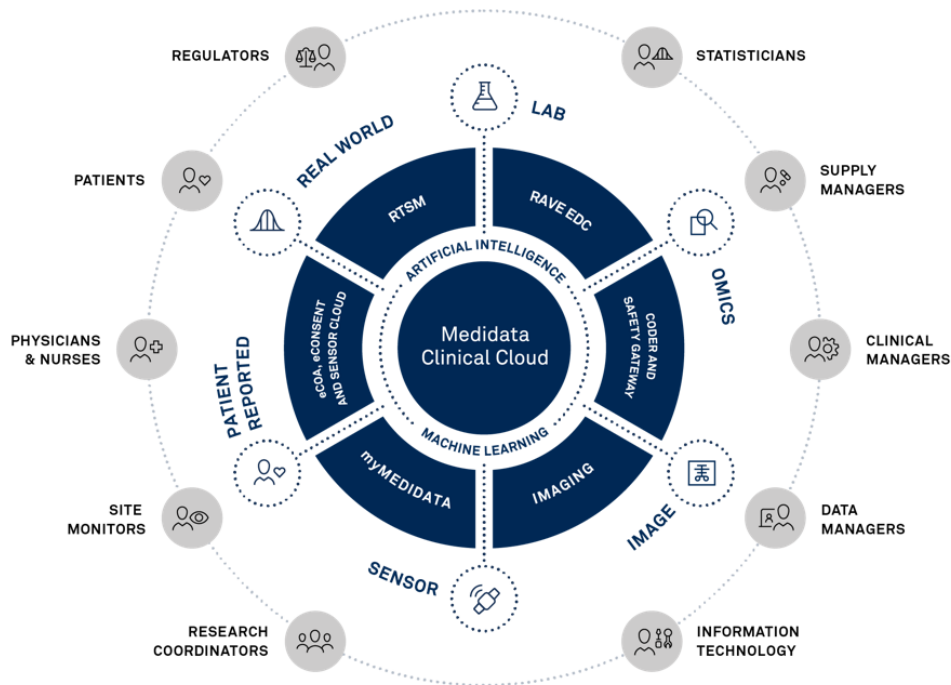 REGULATORS
STATISTICIANS
LAB
REAL WORLD
PATIENTS
SUPPLY
MANAGERS
RTSM
RAVE EDC
ARTIFICIAL INTELLIGENCE
OMICS
PHYSICIANS
& NURSES
eCOA, eCONSENT
AND SENSOR CLOUD
Medidata
Clinical Cloud
CODER AND
SAFETY GATEWAY
CLINICAL
MANAGERS
PATIENT
REPORTED
MACHINE LEARNING
myMEDIDATA
IMAGING
IMAGE
SITE
MONITORS
DATA
MANAGERS
SENSOR
RESEARCH
COORDINATORS
INFORMATION
TECHNOLOGY